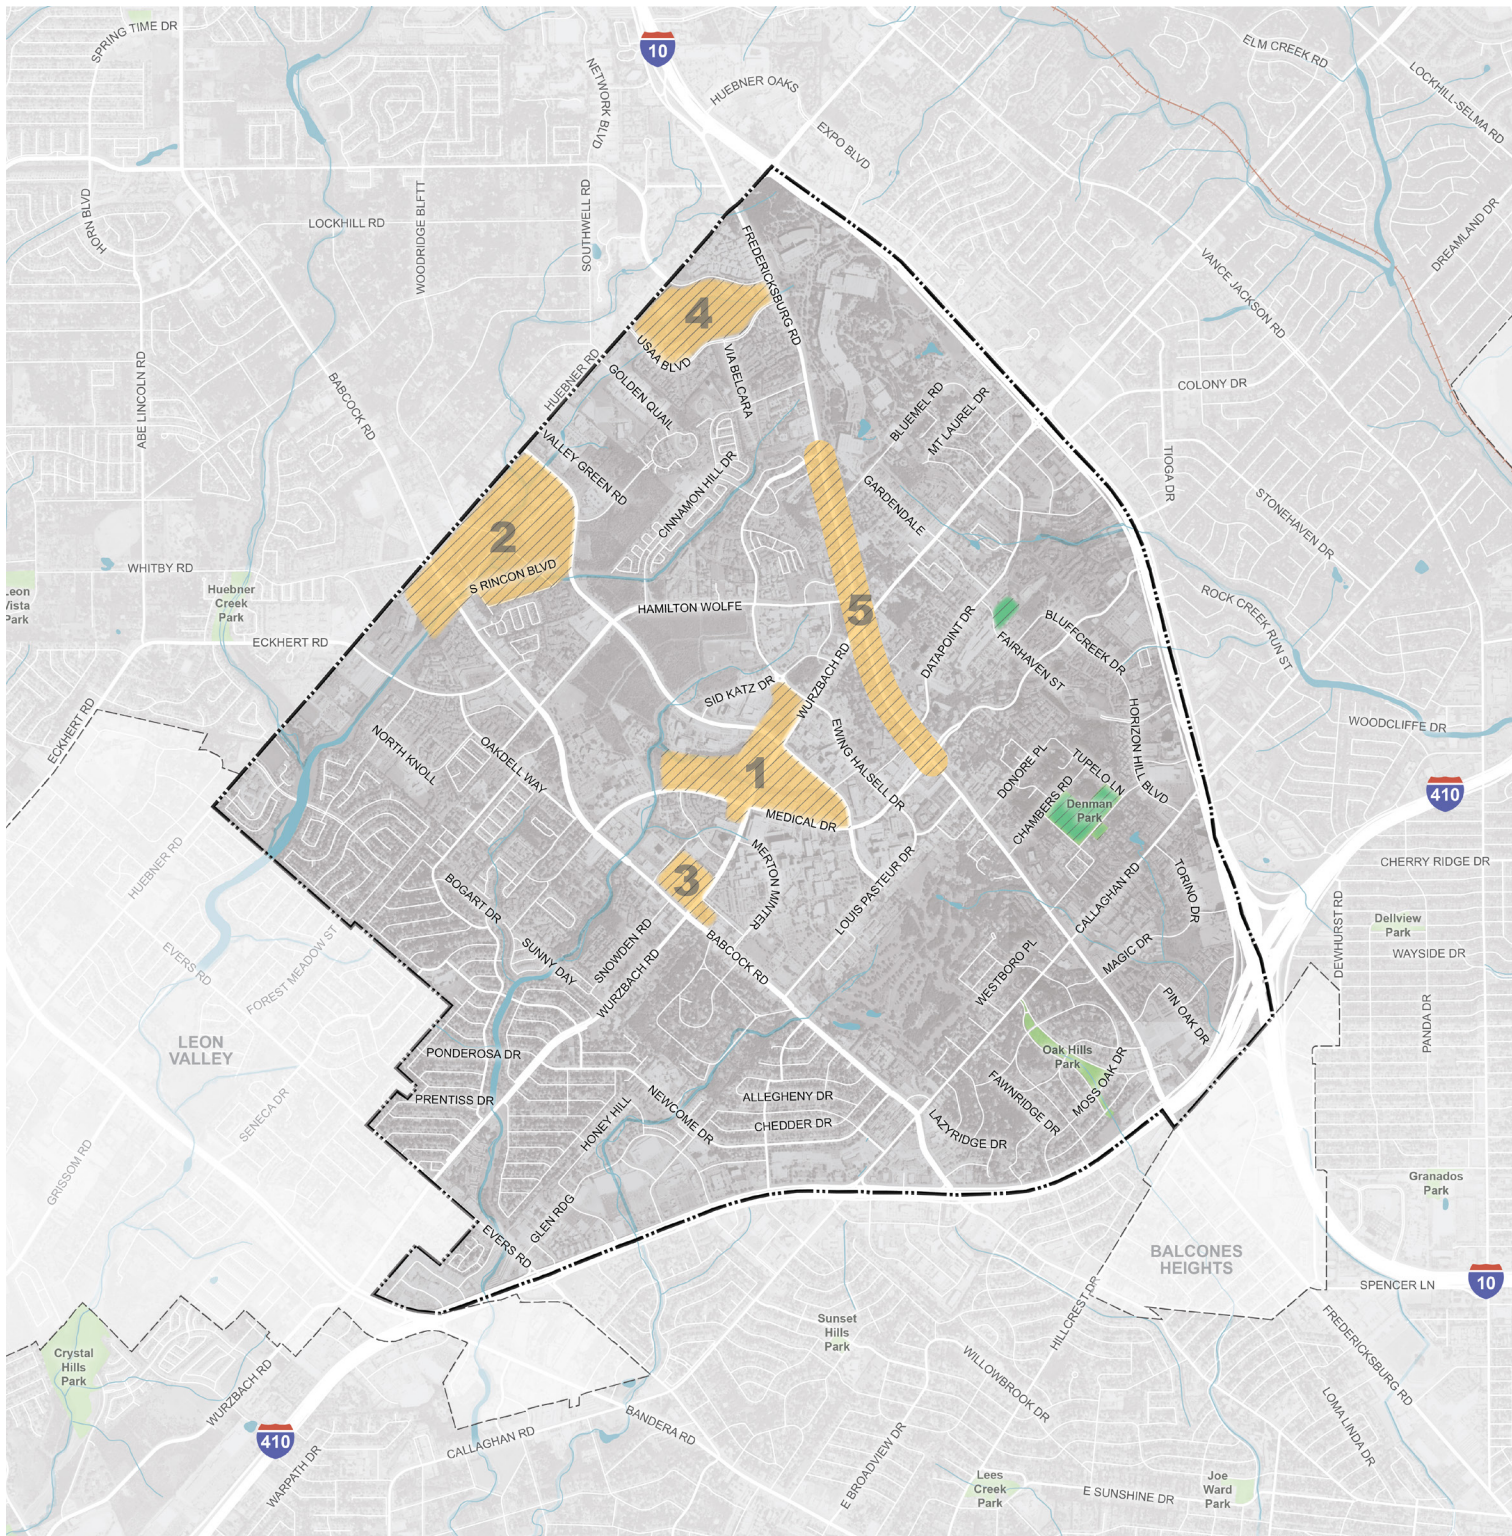 SPRING TIME DR
10
NETWORK BLVD
HUEBNER OAKS
EXPO BLVD
ELM CREEK RD
LOCKHILL-SELMA RD
HORN BLVD
LOCKHILL RD
WOODRIDGE BLFTT
SOUTHWELL RD
FREDERICKSBURG RD
DREAMLAND DR
VANCE JACKSON RD
4
USAA BLVD
VIA BELCARA
GOLDEN QUAIL
HUEBNER RD
ABE LINCOLN RD
BABCOCK RD
COLONY DR
BLUEMEL RD
MT LAUREL DR
VALLEY GREEN RD
CINNAMON HILL DR
GARDENDALE
TIOGA DR
STONEHAVEN DR
2
S RINCON BLVD
WHITBY RD
Leon
Vista
Park
Huebner
Creek
Park
HAMILTON WOLFE
5
ECKHERT RD
DATAPOINT DR
FAIRHAVEN ST
BLUFFCREEK DR
ROCK CREEK RUN ST
SID KATZ DR
WURZBACH RD
HORIZON HILL BLVD
WOODCLIFFE DR
ECKHERT RD
NORTH KNOLL
OAKDELL WAY
1
EWING HALSELL DR
DONORE PL
TUPELO LN
CHAMBERS RD
Denman
Park
410
MEDICAL DR
HUEBNER RD
MERTON MINTER
3
LOUIS PASTEUR DR
CALLAGHAN RD
TORINO DR
CHERRY RIDGE DR
DEWHURST RD
Dellview
Park
WAYSIDE DR
BOGART DR
SUNNY DAY
SNOWDEN RD
WURZBACH RD
BABCOCK RD
WESTBORO PL
MAGIC DR
EVERS RD
FOREST MEADOW ST
PIN OAK DR
PANDA DR
LEON
VALLEY
PONDEROSA DR
Oak Hills
Park
PRENTISS DR
NEWCOME DR
ALLEGHENY DR
CHEDDER DR
FAWNRIDGE DR
MOSS OAK DR
LAZYRIDGE DR
SENECA DR
HONEY HILL
GRISSOM RD
GLEN RDG
EVERS RD
Granados
Park
BALCONES
HEIGHTS
SPENCER LN
10
HILLCREST DR
Sunset
Hills
Park
FREDERICKSBURG RD
WILLOWBROOK DR
Crystal
Hills
Park
WURZBACH RD
410
WARPATH DR
CALLAGHAN RD
BANDERA RD
E BROADVIEW DR
LOMA LINDA DR
Lees
Creek
Park
E SUNSHINE DR
Joe
Ward
Park